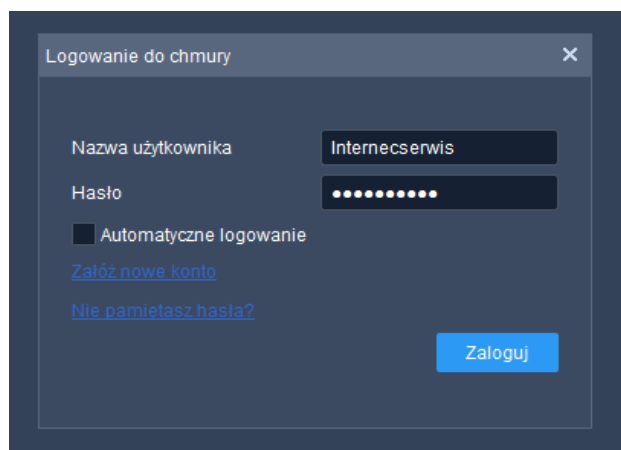 Logowanie do chmury
Nazwa użytkownika Internecserwis
Hasło ●●●●●●●●●●
Automatyczne logowanie
Załóż nowe konto
Nie pamiętasz hasła?
Zaloguj